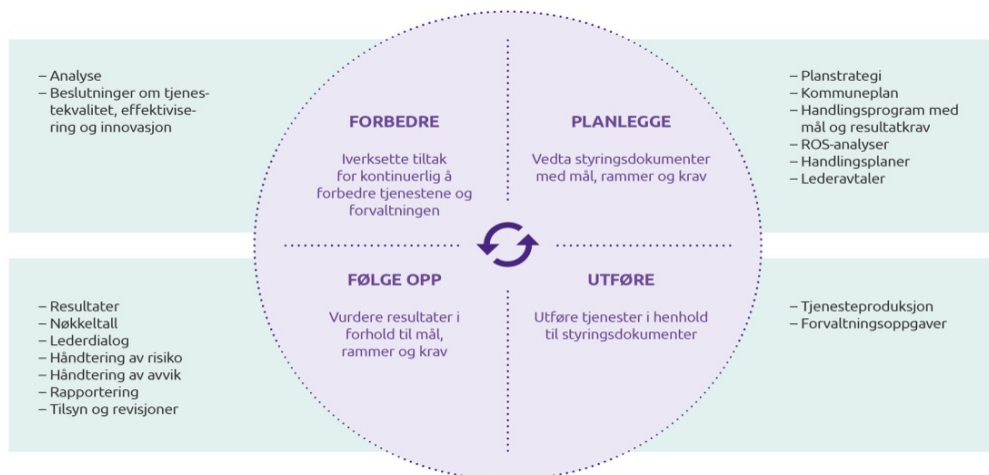 – Analyse
– Beslutninger om tjenes-
tekvalitet, effektivise-
ring og innovasjon
FORBEDRE
Iverksette tiltak
for kontinuerlig å
forbedre tjenestene og
forvaltningen
PLANLEGGE
Vedta styringsdokumenter
med mål, rammer og krav
– Planstrategi
– Kommuneplan
– Handlingsprogram med
mål og resultatkrav
– ROS-analyser
– Handlingsplaner
– Lederavtaler
– Resultater
– Nøkkeltall
– Lederdialog
– Håndtering av risiko
– Håndtering av avvik
– Rapportering
– Tilsyn og revisjoner
FØLGE OPP
Vurdere resultater i
forhold til mål,
rammer og krav
UTFØRE
Utføre tjenester i henhold
til styringsdokumenter
– Tjenesteproduksjon
– Forvaltningsoppgaver